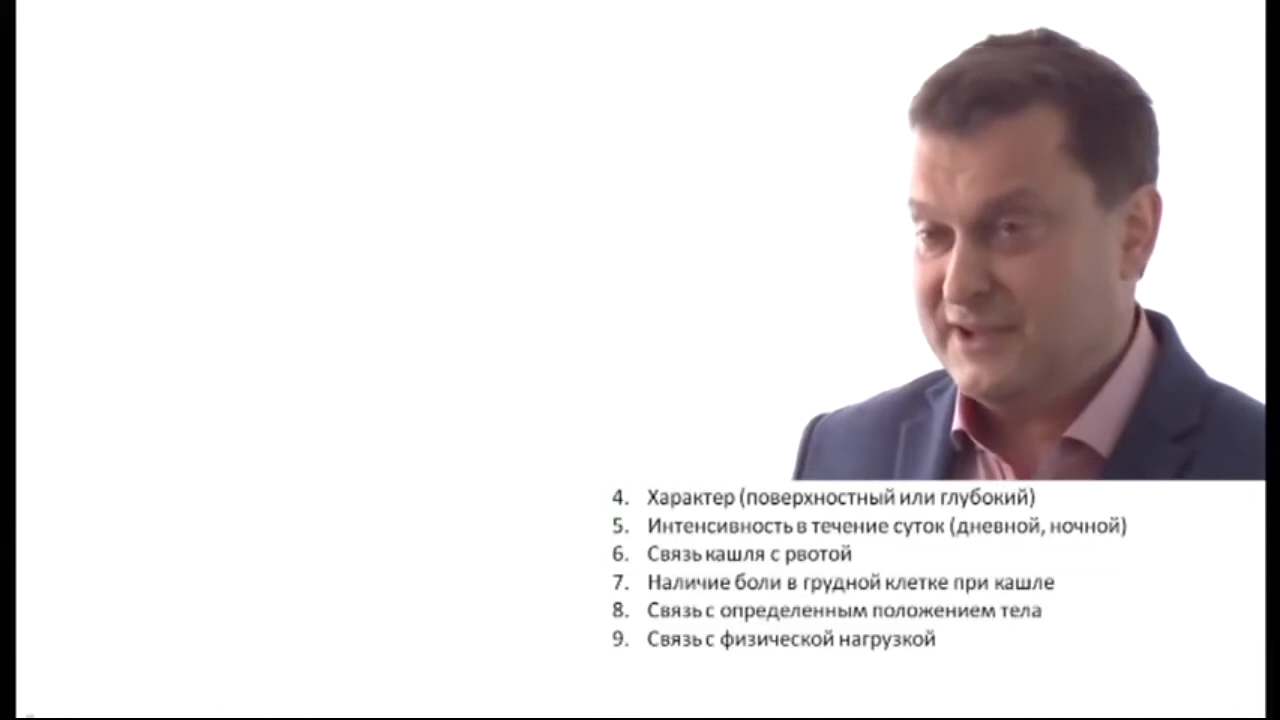 4. Характер (поверхностный или глубокий)
5. Интенсивность в течение суток (дневной, ночной)
6. Связь кашля с рвотой
7. Наличие боли в грудной клетке при кашле
8. Связь с определенным положением тела
9. Связь с физической нагрузкой